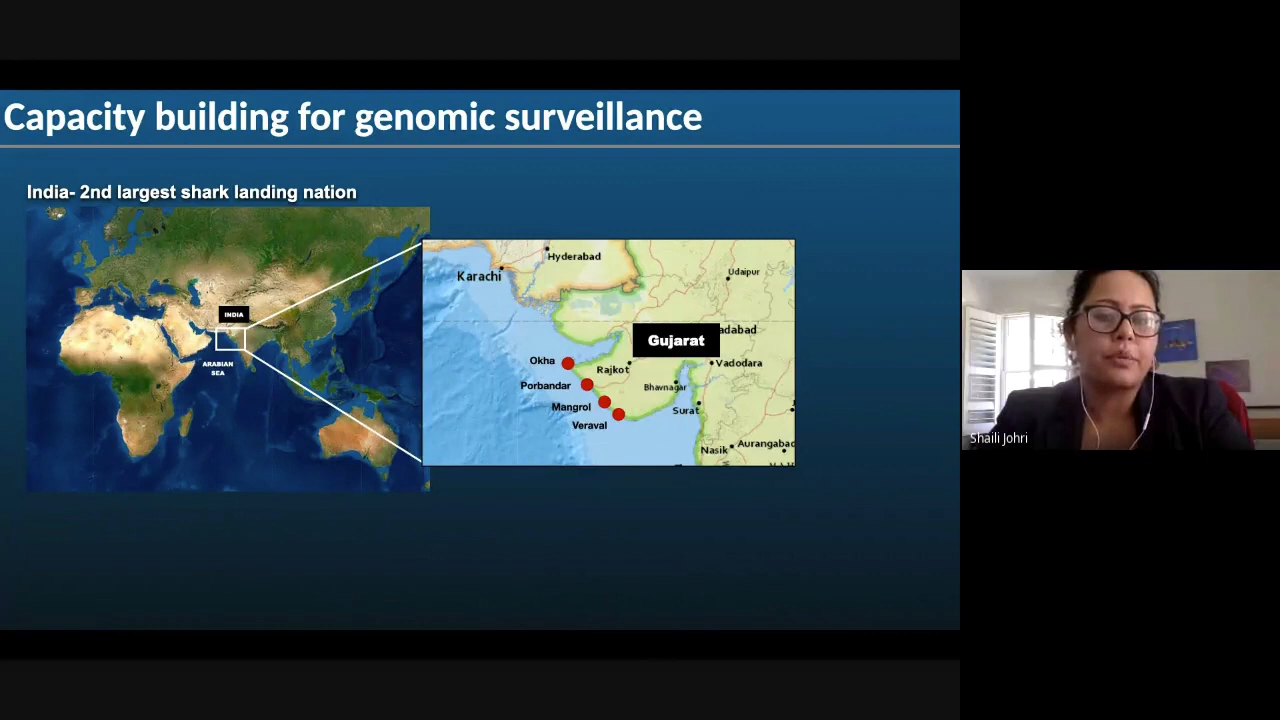 Capacity building for genomic surveillance
India- 2nd largest shark landing nation
INDIA
ARABIAN
SEA
Hyderabad
Karachi
Udaipur
Gujarat
adabad
Okha
Rajkot
Vadodara
Porbandar
Bhavnagar
Mangrol
Surat
Veraval
Nasik
Aurangabad
Shaili Johri